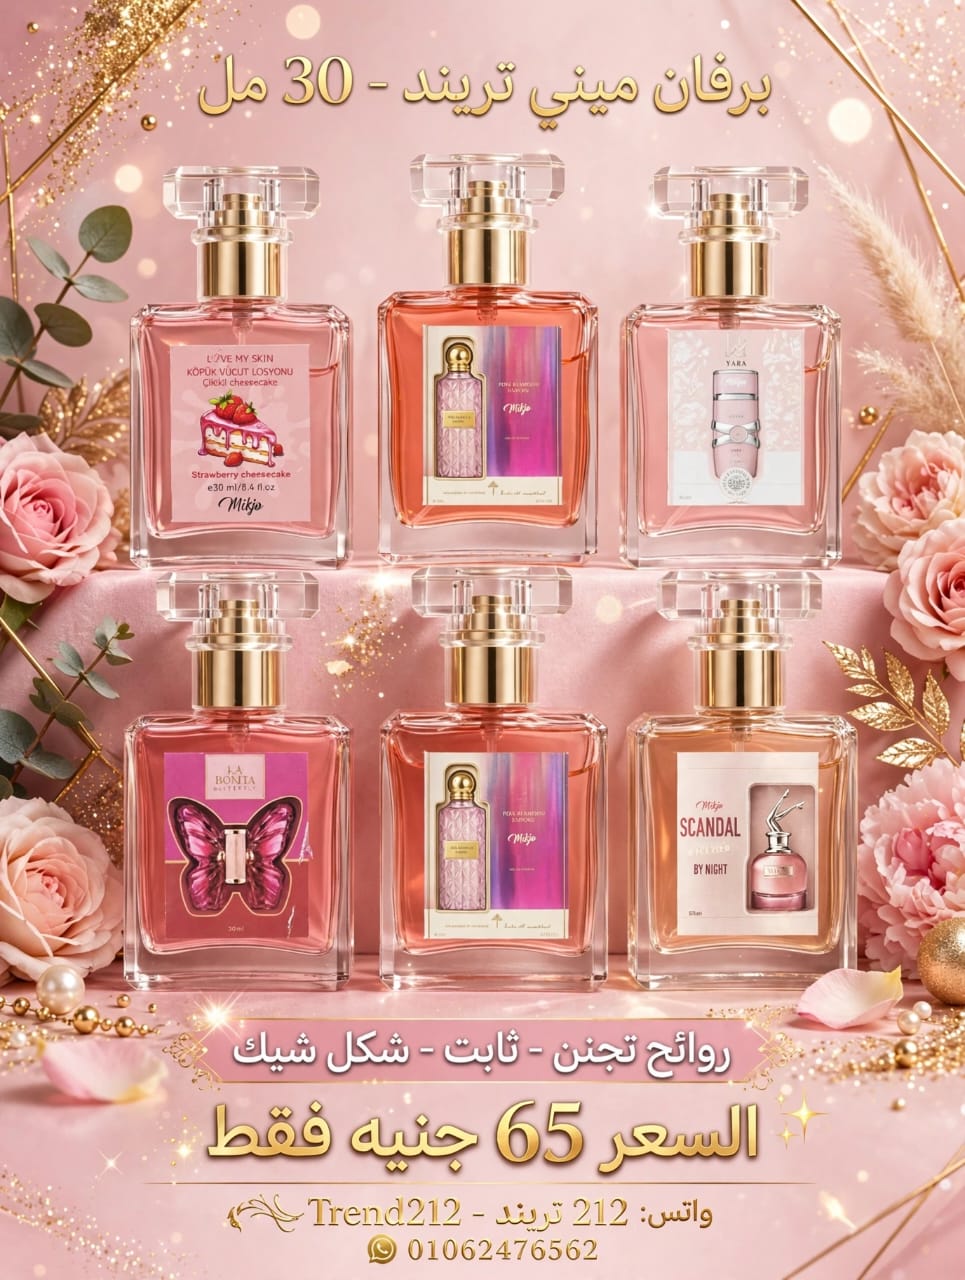 برفان ميني تريند - 30 مل
LOVE MY SKIN
KÖPÜK VÜCUT LOSYONU
Çilekli cheesecake
Strawberry cheesecake
e30 ml/8.4 fl.oz
Mikjo
Mikjo
YARA
Mikjo
BONITA
BUTTERFLY
30ml
Mikjo
Mikjo
SCANDAL
BY NIGHT
روائح تجنن - ثابت - شكل شيك
السعر 65 جنيه فقط
واتس: 212 تريند - Trend212
01062476562